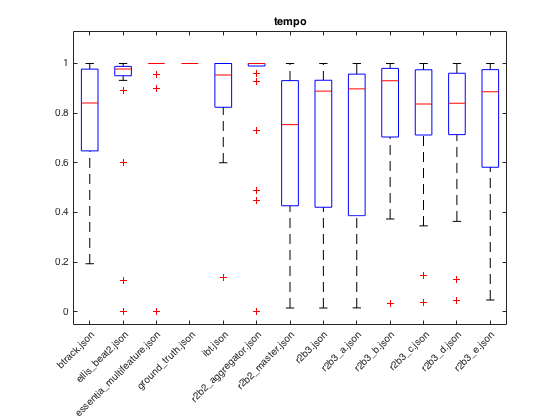 tempo
1
0.8
0.6
0.4
0.2
0
btrack.json
ellis_beat2.json
essentia_multifeature.json
ground_truth.json
ibt.json
r2b2_aggregator.json
r2b2_master.json
r2b3.json
r2b3_a.json
r2b3_b.json
r2b3_c.json
r2b3_d.json
r2b3_e.json